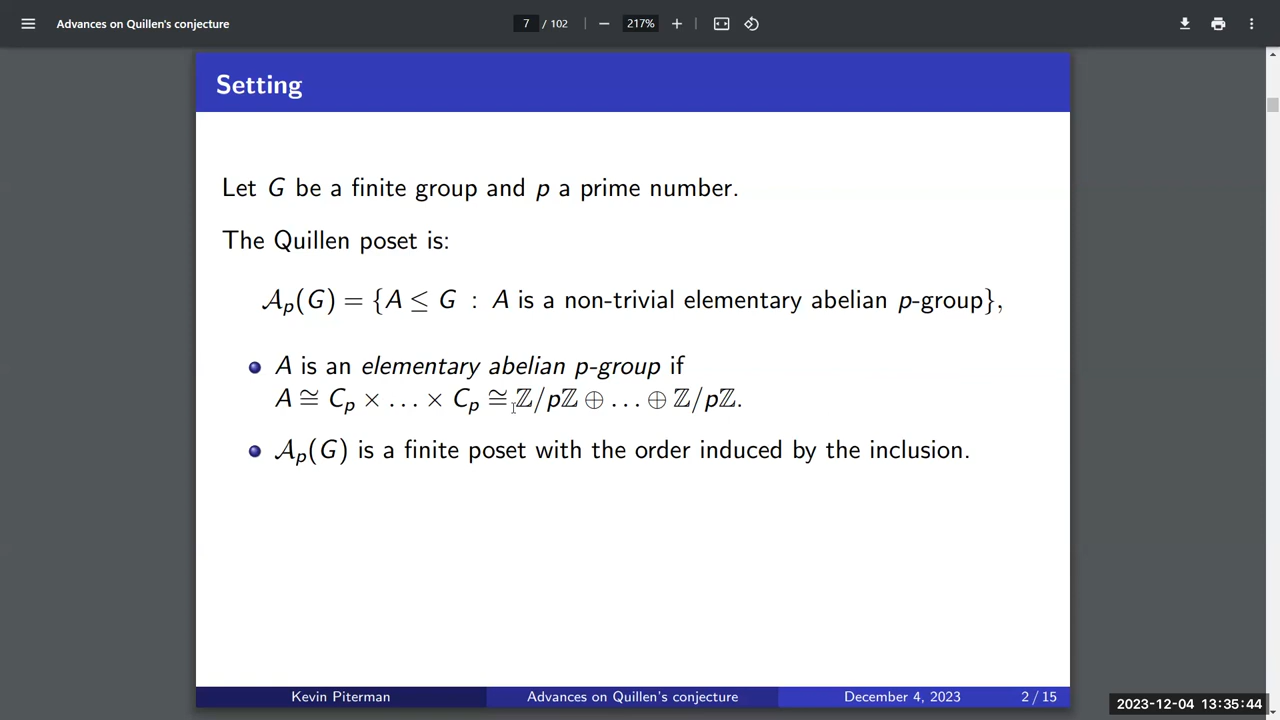 Advances on Quillen's conjecture
7 / 102
217%
Setting
Let G be a finite group and p a prime number.
The Quillen poset is:
𝒜ₚ(G) = {A ≤ G : A is a non-trivial elementary abelian p-group},
A is an elementary abelian p-group if
A ≅ Cₚ × … × Cₚ ≅ ℤ/pℤ ⊕ … ⊕ ℤ/pℤ.
𝒜ₚ(G) is a finite poset with the order induced by the inclusion.
Kevin Piterman
Advances on Quillen's conjecture
December 4, 2023
2 / 15
2023-12-04 13:35:44